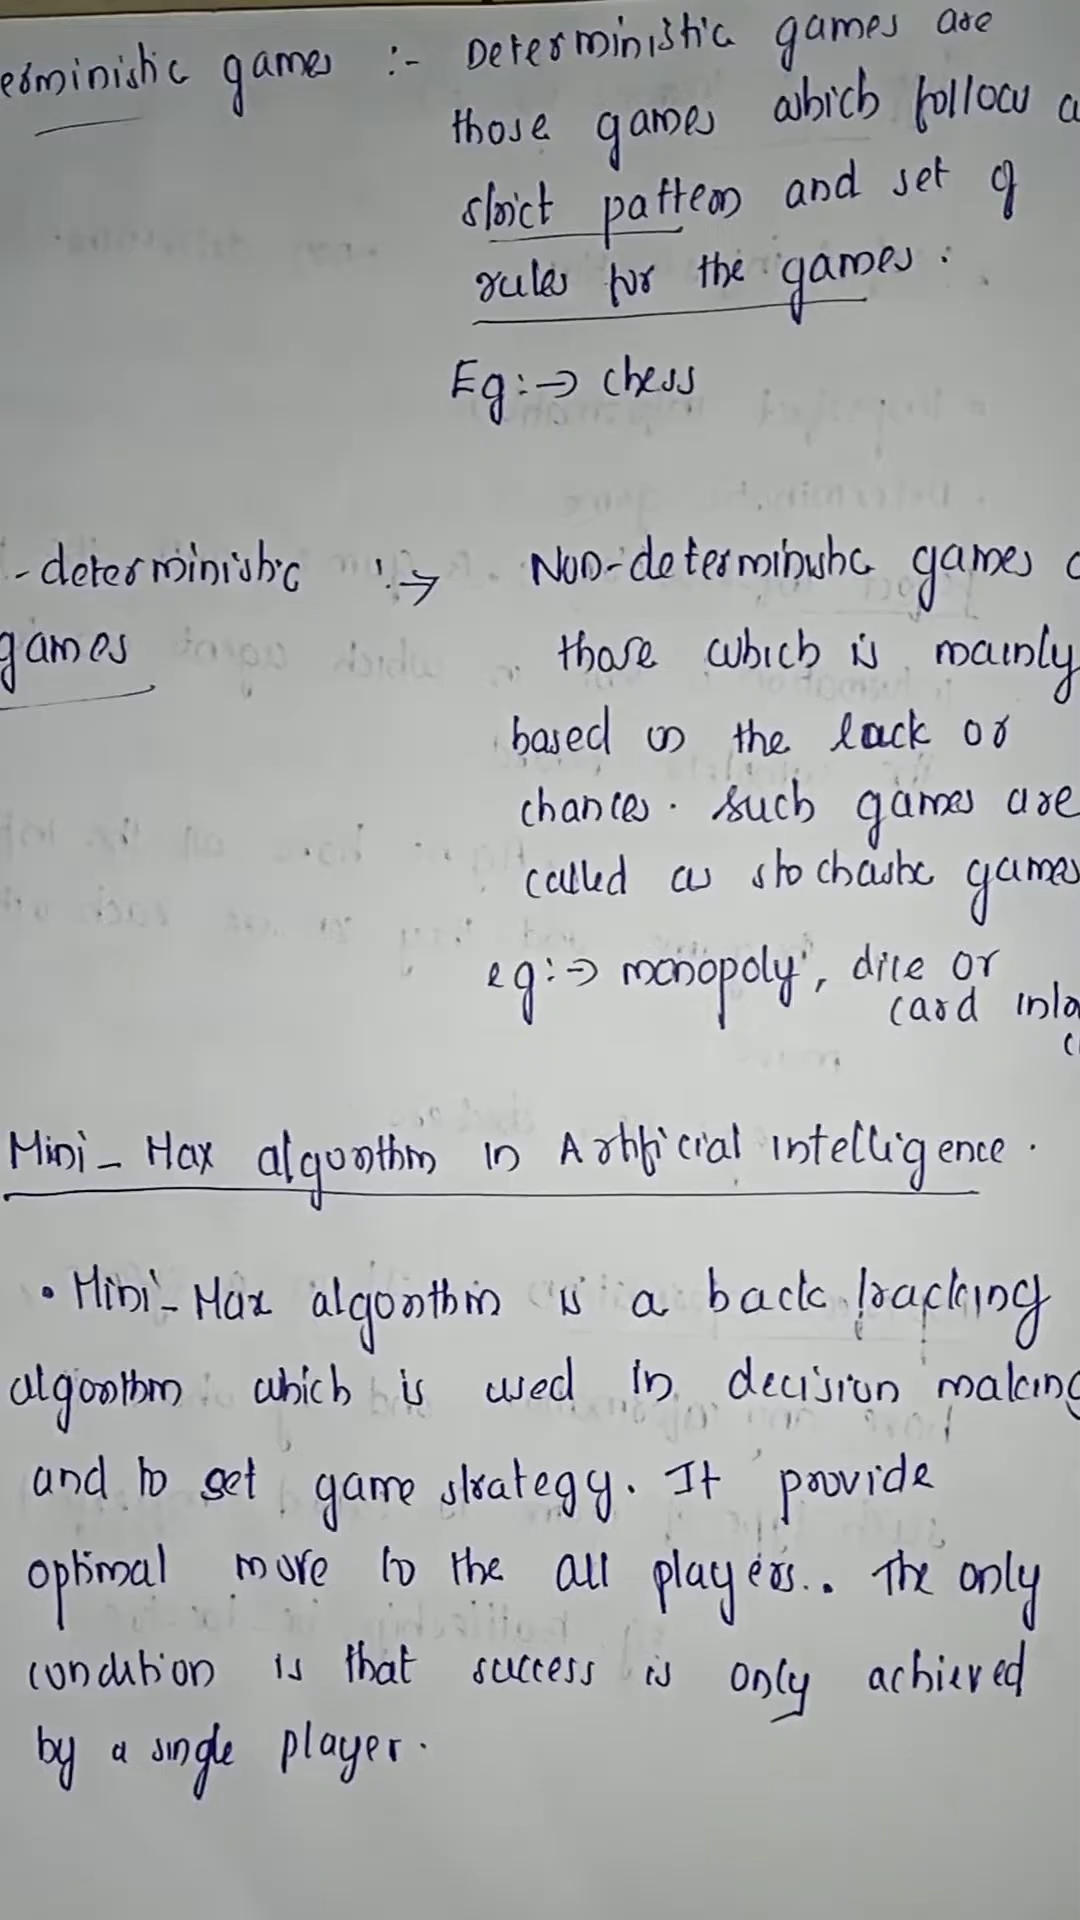 erministic games :- Deterministic games are
those games which follow a
strict pattern and set of
rules for the games.
Eg:→ chess
- deterministic :→ Non-deterministic games
games those which is mainly
based on the lack or
chances. such games are
called as stochastic games
eg:→ monopoly, dice or
card
Mini-Max algorithm in Artificial intelligence.
• Mini-Max algorithm is a back tracking
algorithm which is used in decision making
and to set game strategy. It provide
optimal move to the all players.. The only
condition is that success is only achieved
by a single player.